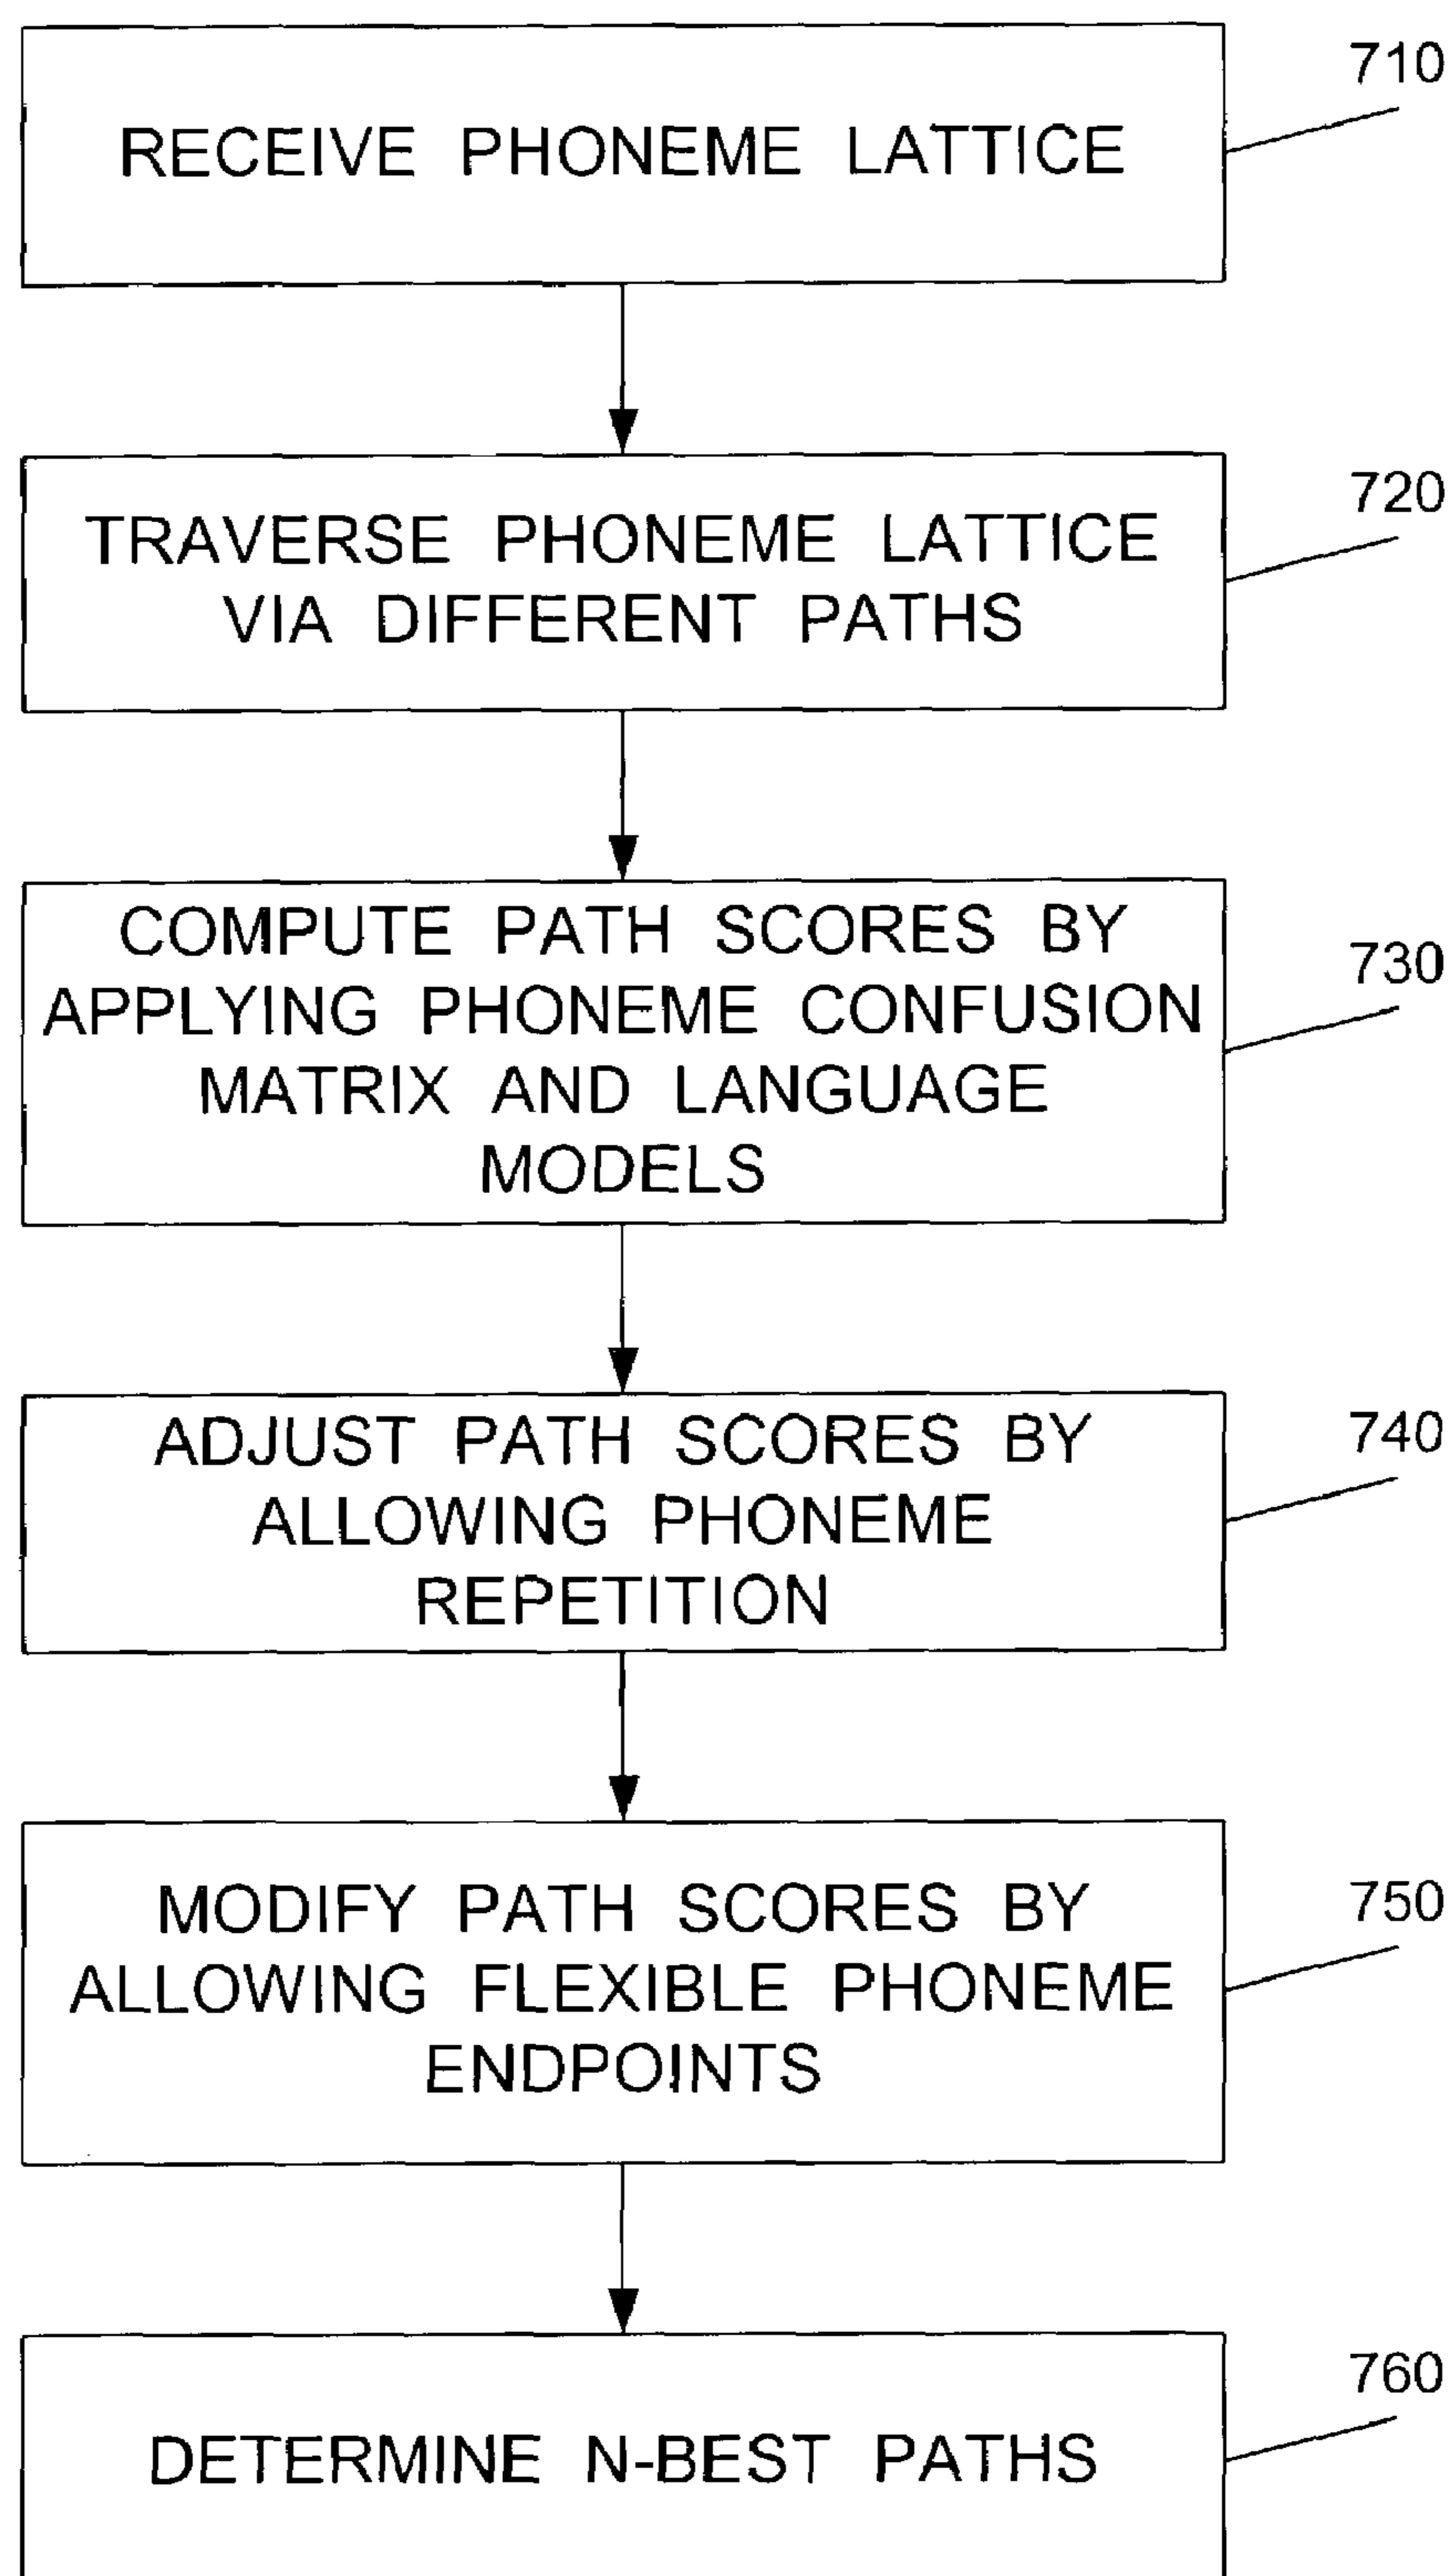 710
RECEIVE PHONEME LATTICE
720
TRAVERSE PHONEME LATTICE
VIA DIFFERENT PATHS
730
COMPUTE PATH SCORES BY
APPLYING PHONEME CONFUSION
MATRIX AND LANGUAGE
MODELS
740
ADJUST PATH SCORES BY
ALLOWING PHONEME
REPETITION
750
MODIFY PATH SCORES BY
ALLOWING FLEXIBLE PHONEME
ENDPOINTS
760
DETERMINE N-BEST PATHS